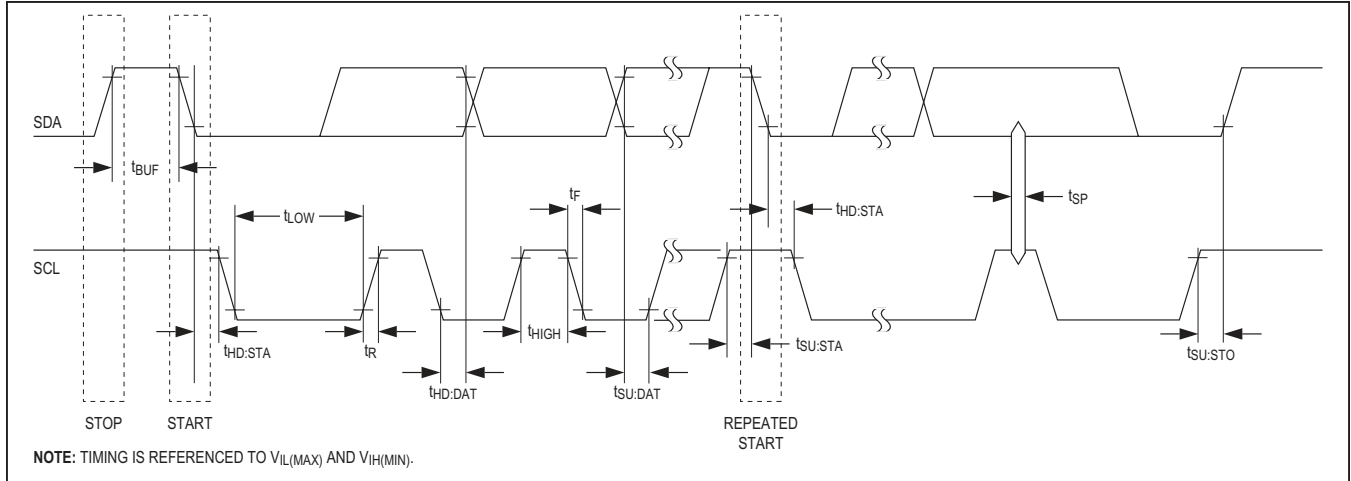 SDA
tBUF
tLOW
tF
tHD:STA
tSP
SCL
tHD:STA
tR
tHIGH
tHD:DAT
tSU:DAT
tSU:STA
tSU:STO
STOP
START
REPEATED
START
NOTE: TIMING IS REFERENCED TO VIL(MAX) AND VIH(MIN).